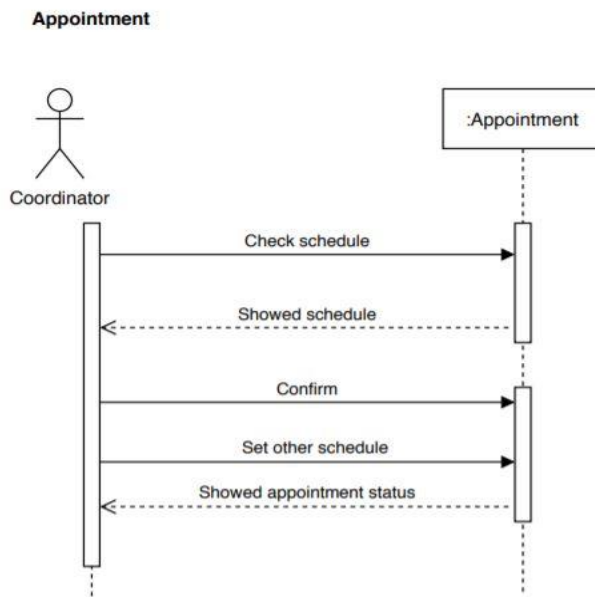 Appointment
:Appointment
Coordinator
Check schedule
Showed schedule
Confirm
Set other schedule
Showed appointment status